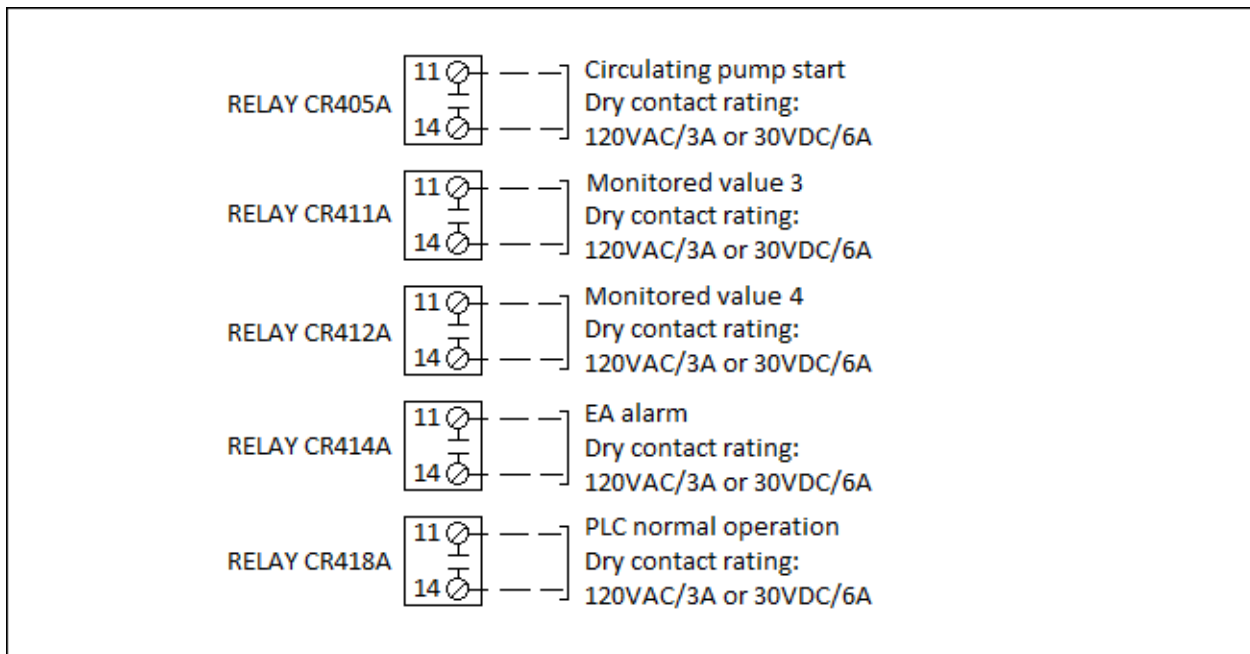 11
Circulating pump start
RELAY CR405A
Dry contact rating:
14
120VAC/3A or 30VDC/6A
11
Monitored value 3
RELAY CR411A
Dry contact rating:
14
120VAC/3A or 30VDC/6A
11
Monitored value 4
RELAY CR412A
Dry contact rating:
14
120VAC/3A or 30VDC/6A
11
EA alarm
RELAY CR414A
Dry contact rating:
14
120VAC/3A or 30VDC/6A
11
PLC normal operation
RELAY CR418A
Dry contact rating:
14
120VAC/3A or 30VDC/6A